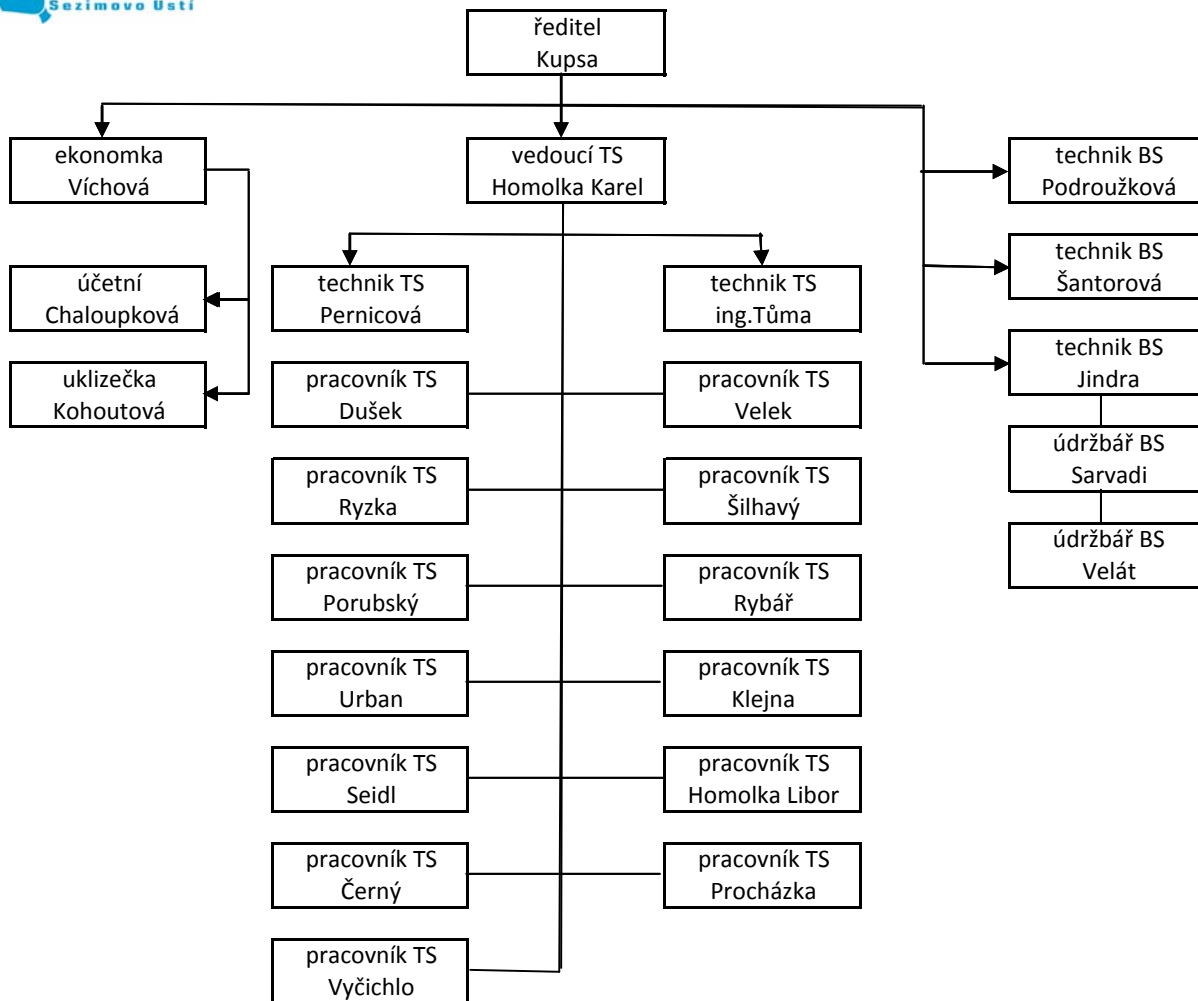 Sezimovo Ustí
ředitel
Kupsa
ekonomka
Víchová
vedoucí TS
Homolka Karel
technik BS
Podroužková
technik BS
Šantorová
účetní
Chaloupková
technik TS
Pernicová
technik TS
ing.Tůma
technik BS
Jindra
uklizečka
Kohoutová
pracovník TS
Dušek
pracovník TS
Velek
údržbář BS
Sarvadi
pracovník TS
Ryzka
pracovník TS
Šilhavý
údržbář BS
Velát
pracovník TS
Porubský
pracovník TS
Rybář
pracovník TS
Urban
pracovník TS
Klejna
pracovník TS
Seidl
pracovník TS
Homolka Libor
pracovník TS
Černý
pracovník TS
Procházka
pracovník TS
Vyčichlo